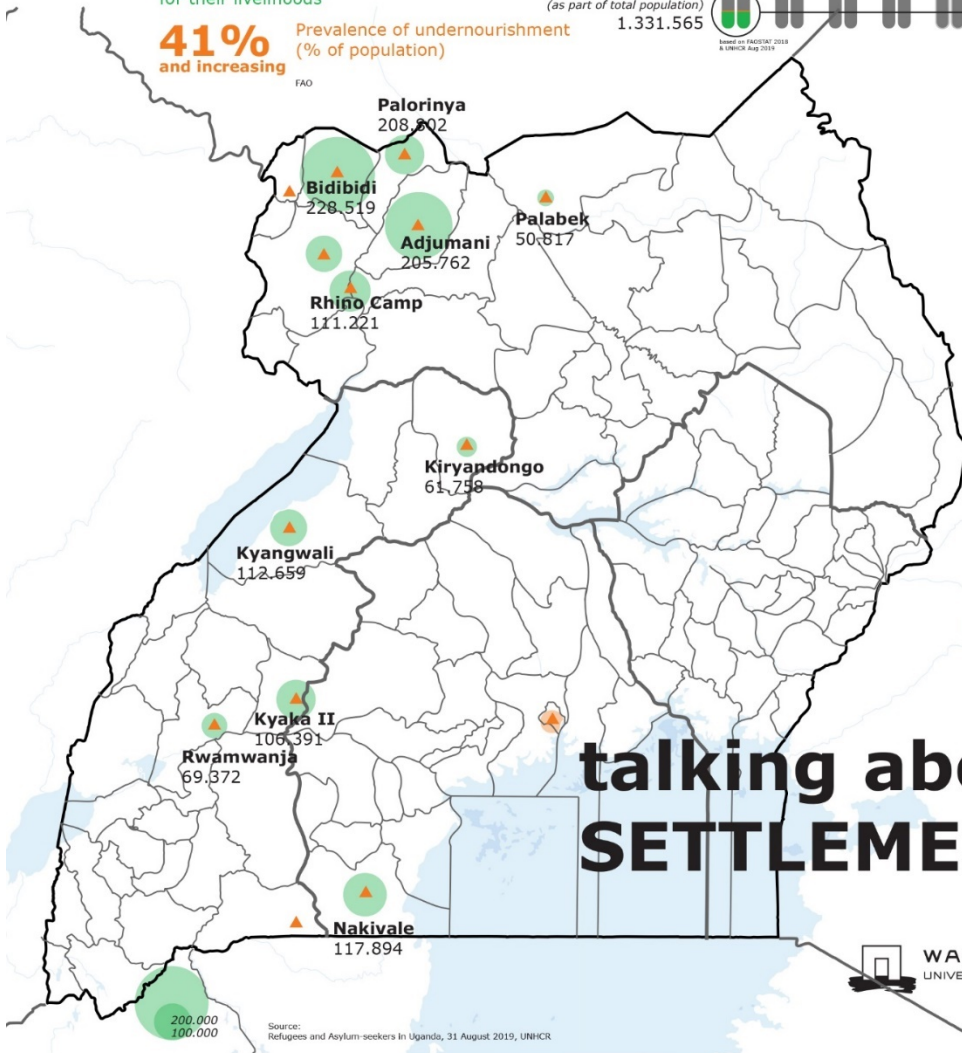 for their livelihoods
41%
and increasing
Prevalence of undernourishment
(% of population)
FAO
(as part of total population)
1.331.565
based on FAOSTAT 2018
& UNHCR Aug 2019
Palorinya
208.802
Bidibidi
228.519
Adjumani
205.762
Palabek
50.817
Rhino Camp
111.221
Kiryandongo
61.758
Kyangwali
112.659
Kyaka II
106.391
Rwamwanja
69.372
talking abo
SETTLEME
Nakivale
117.894
WA
UNIVE
200.000
100.000
Source:
Refugees and Asylum-seekers in Uganda, 31 August 2019, UNHCR